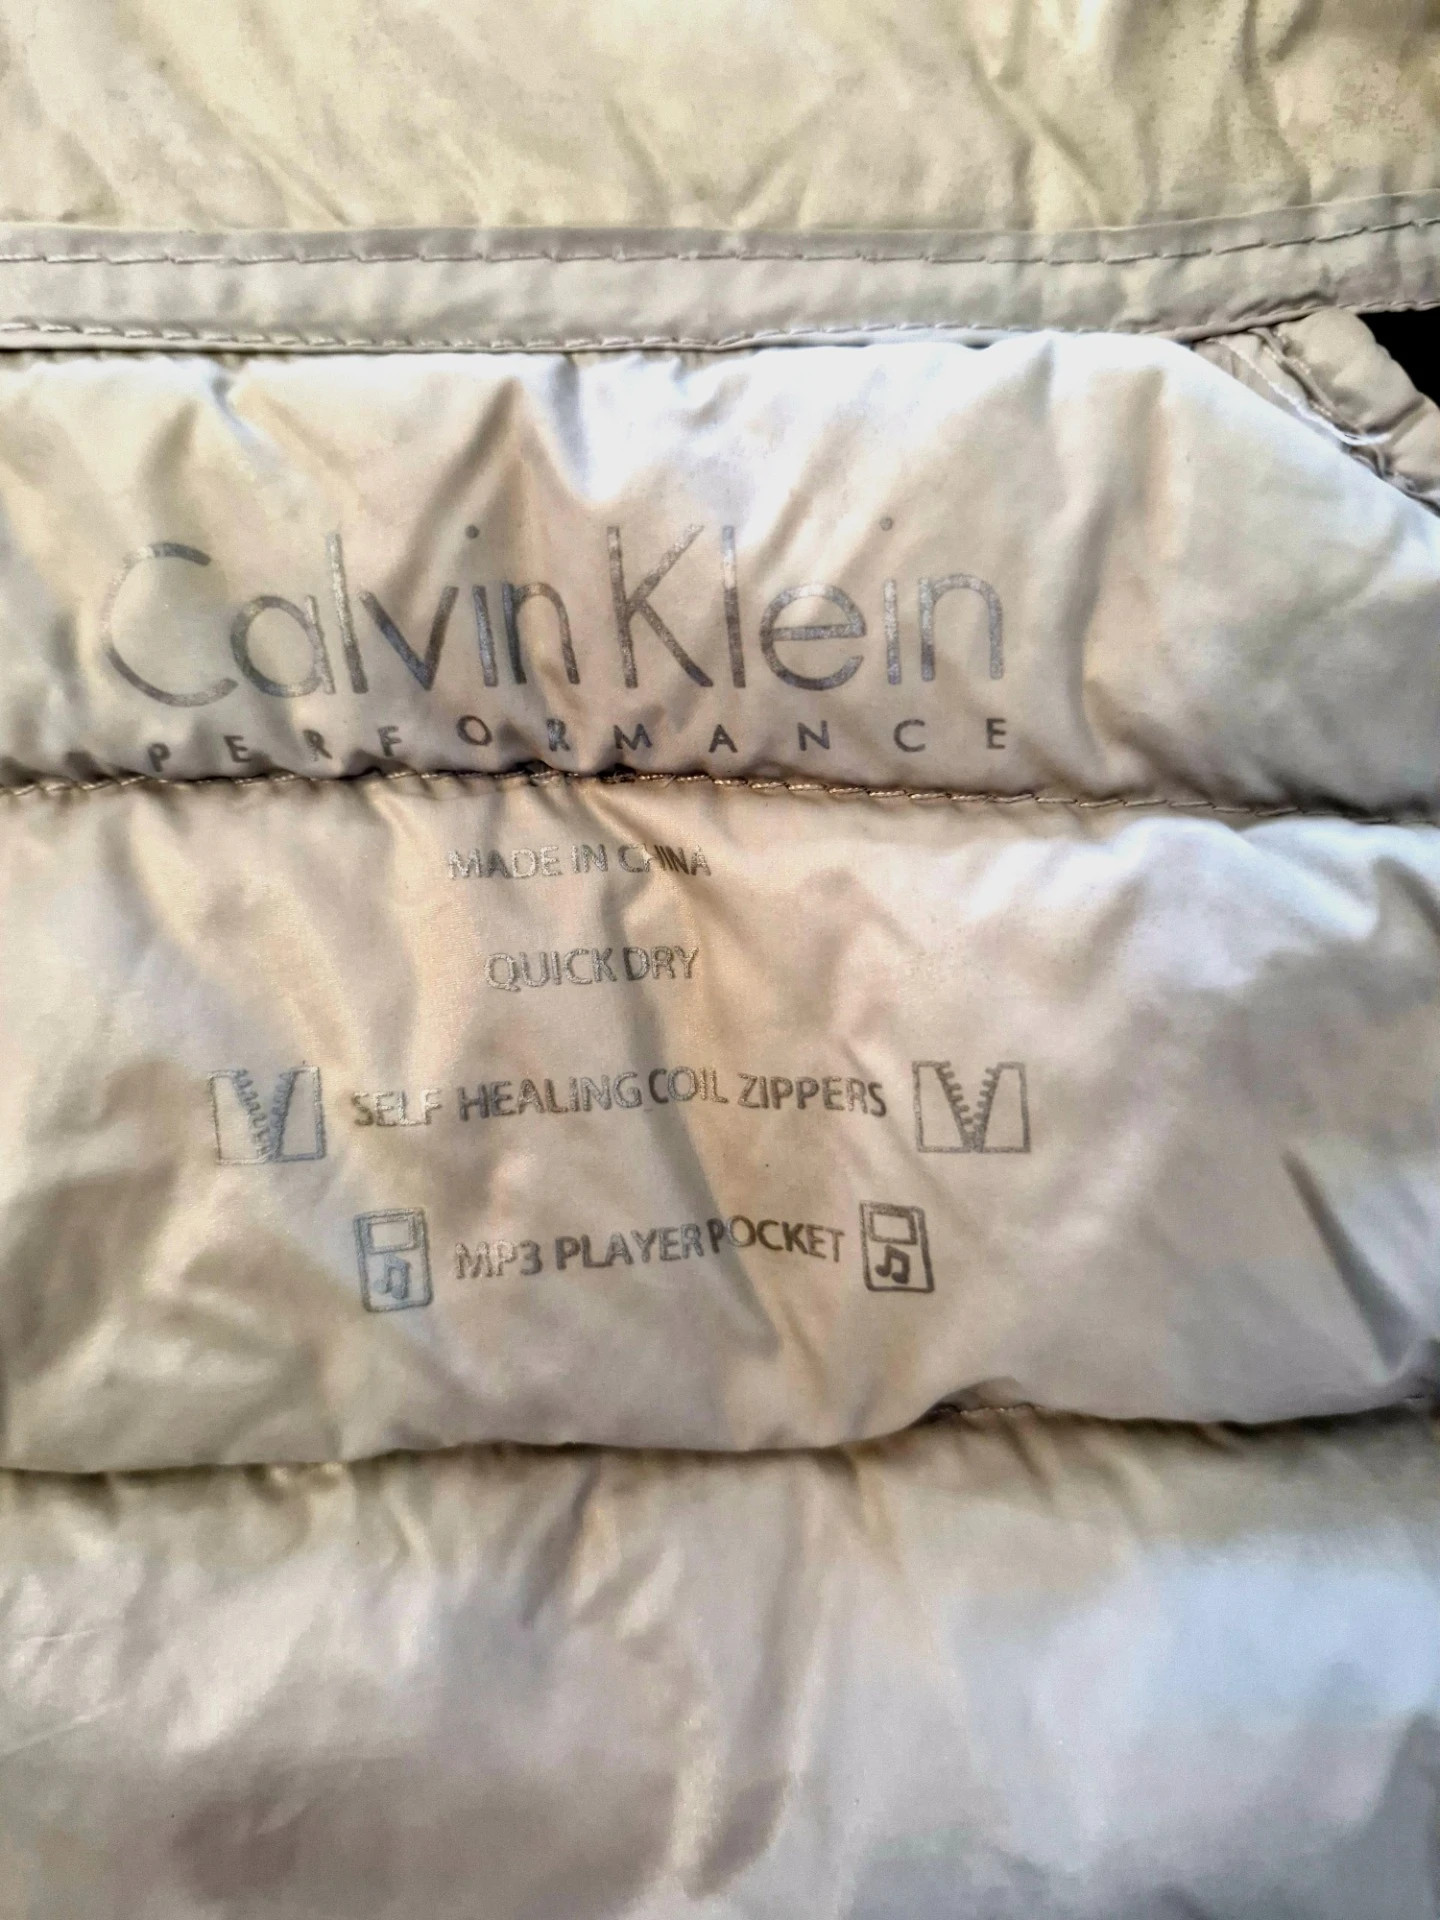 Calvin Klein
PERFORMANCE
MADE IN CHINA
QUICK DRY
SELF HEALING COIL ZIPPERS
MP3 PLAYER POCKET